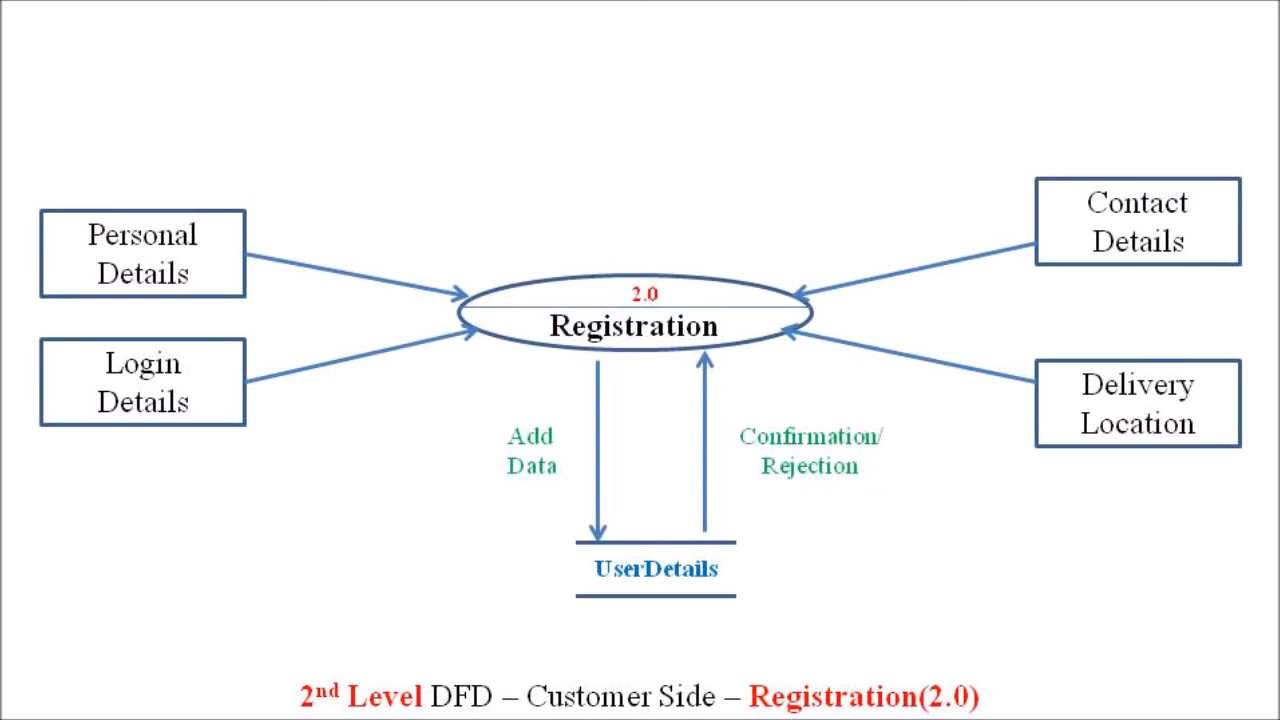 Contact
Details
Personal
Details
2.0
Registration
Login
Details
Delivery
Location
Add
Data
Confirmation/
Rejection
UserDetails
2nd Level DFD – Customer Side – Registration(2.0)